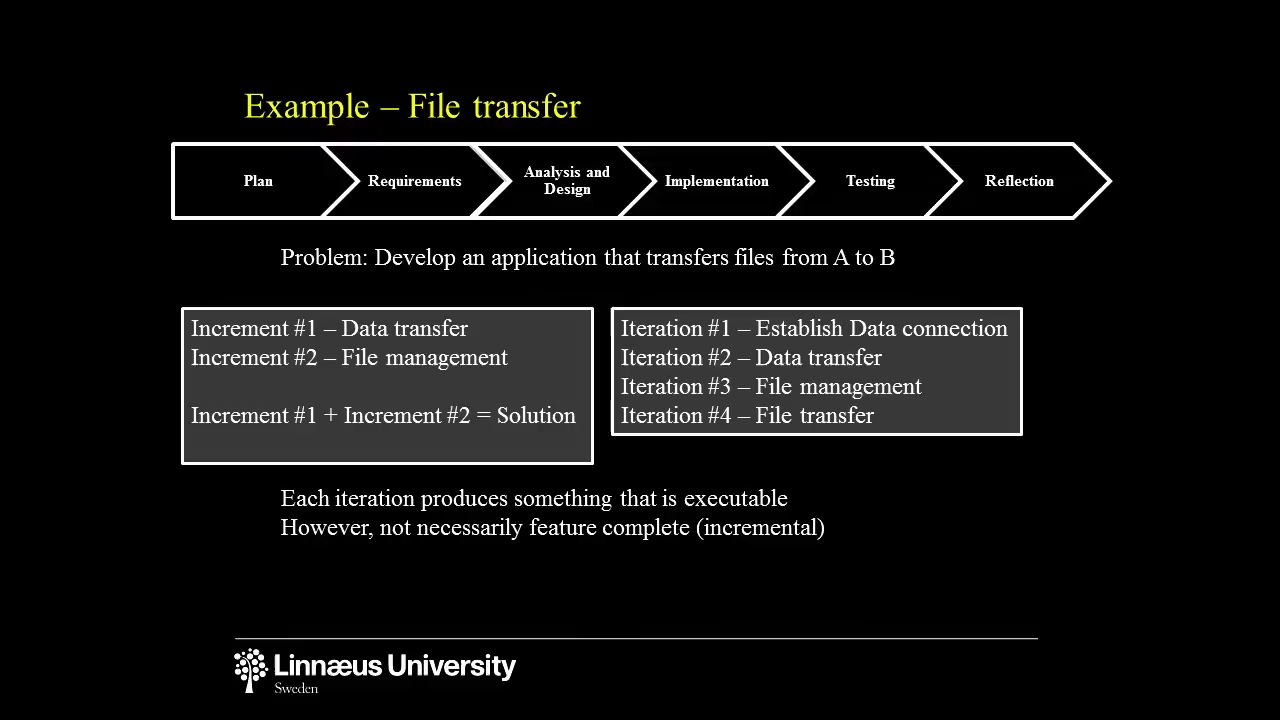 Example – File transfer
Plan
Requirements
Analysis and
Design
Implementation
Testing
Reflection
Problem: Develop an application that transfers files from A to B
Increment #1 – Data transfer
Increment #2 – File management
Increment #1 + Increment #2 = Solution
Iteration #1 – Establish Data connection
Iteration #2 – Data transfer
Iteration #3 – File management
Iteration #4 – File transfer
Each iteration produces something that is executable
However, not necessarily feature complete (incremental)
Linnæus University
Sweden